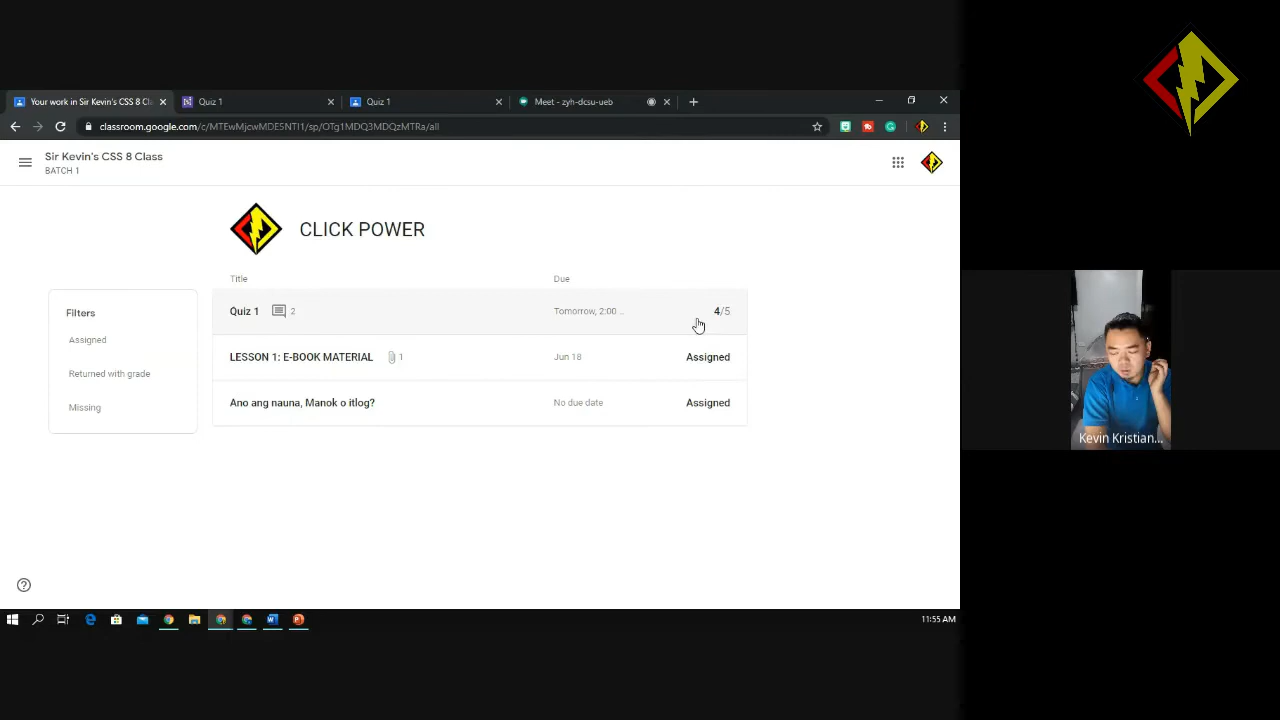 Your work in Sir Kevin's CSS 8 Cl
Quiz 1
Quiz 1
Meet - zyh-dcsu-ueb
classroom.google.com/c/MTEwMjcwMDE5NTI1/sp/OTg1MDQ3MDQzMTRa/all
Sir Kevin's CSS 8 Class
BATCH 1
CLICK POWER
Title Due
Filters
Assigned
Returned with grade
Missing
Quiz 1 2 Tomorrow, 2:00 ... 4/5
LESSON 1: E-BOOK MATERIAL 1 Jun 18 Assigned
Ano ang nauna, Manok o itlog? No due date Assigned
Kevin Kristian...
11:55 AM